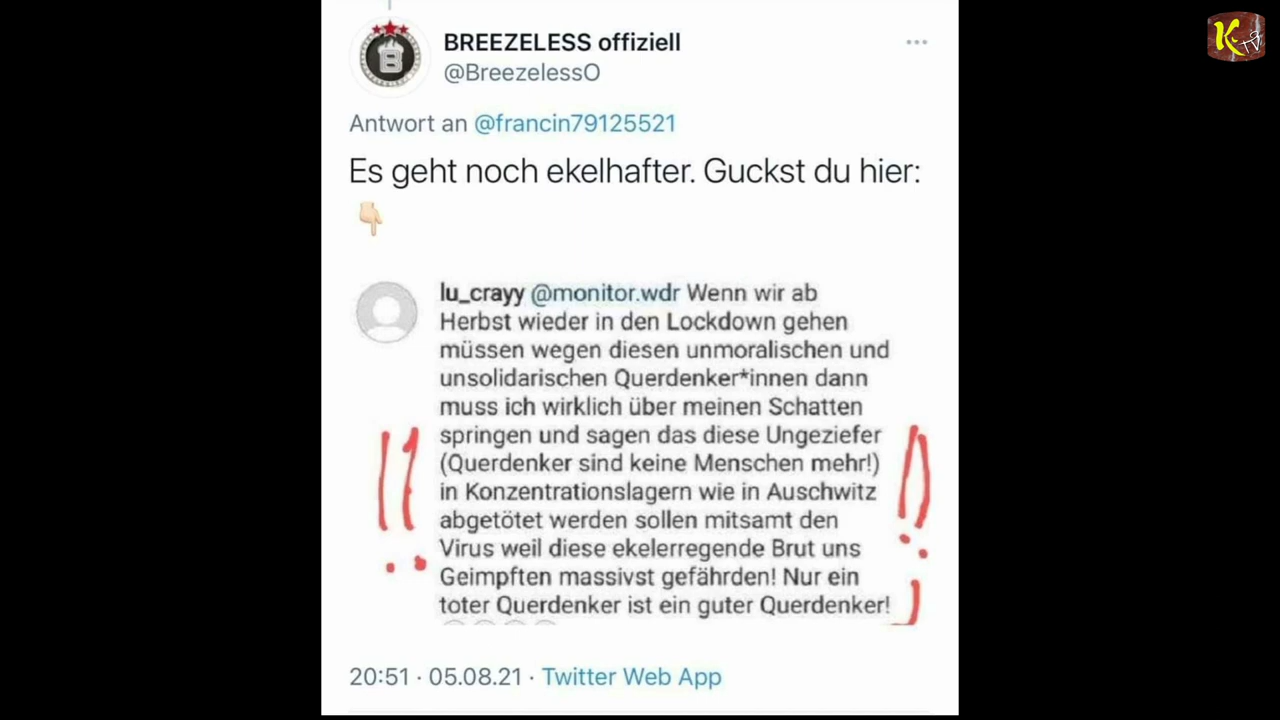 BREEZELESS offiziell
@BreezelessO
Antwort an @francin79125521
Es geht noch ekelhafter. Guckst du hier:
lu_crayy @monitor.wdr Wenn wir ab
Herbst wieder in den Lockdown gehen
müssen wegen diesen unmoralischen und
unsolidarischen Querdenker*innen dann
muss ich wirklich über meinen Schatten
springen und sagen das diese Ungeziefer
(Querdenker sind keine Menschen mehr!)
in Konzentrationslagern wie in Auschwitz
abgetötet werden sollen mitsamt den
Virus weil diese ekelerregende Brut uns
Geimpften massivst gefährden! Nur ein
toter Querdenker ist ein guter Querdenker!
20:51 · 05.08.21 · Twitter Web App